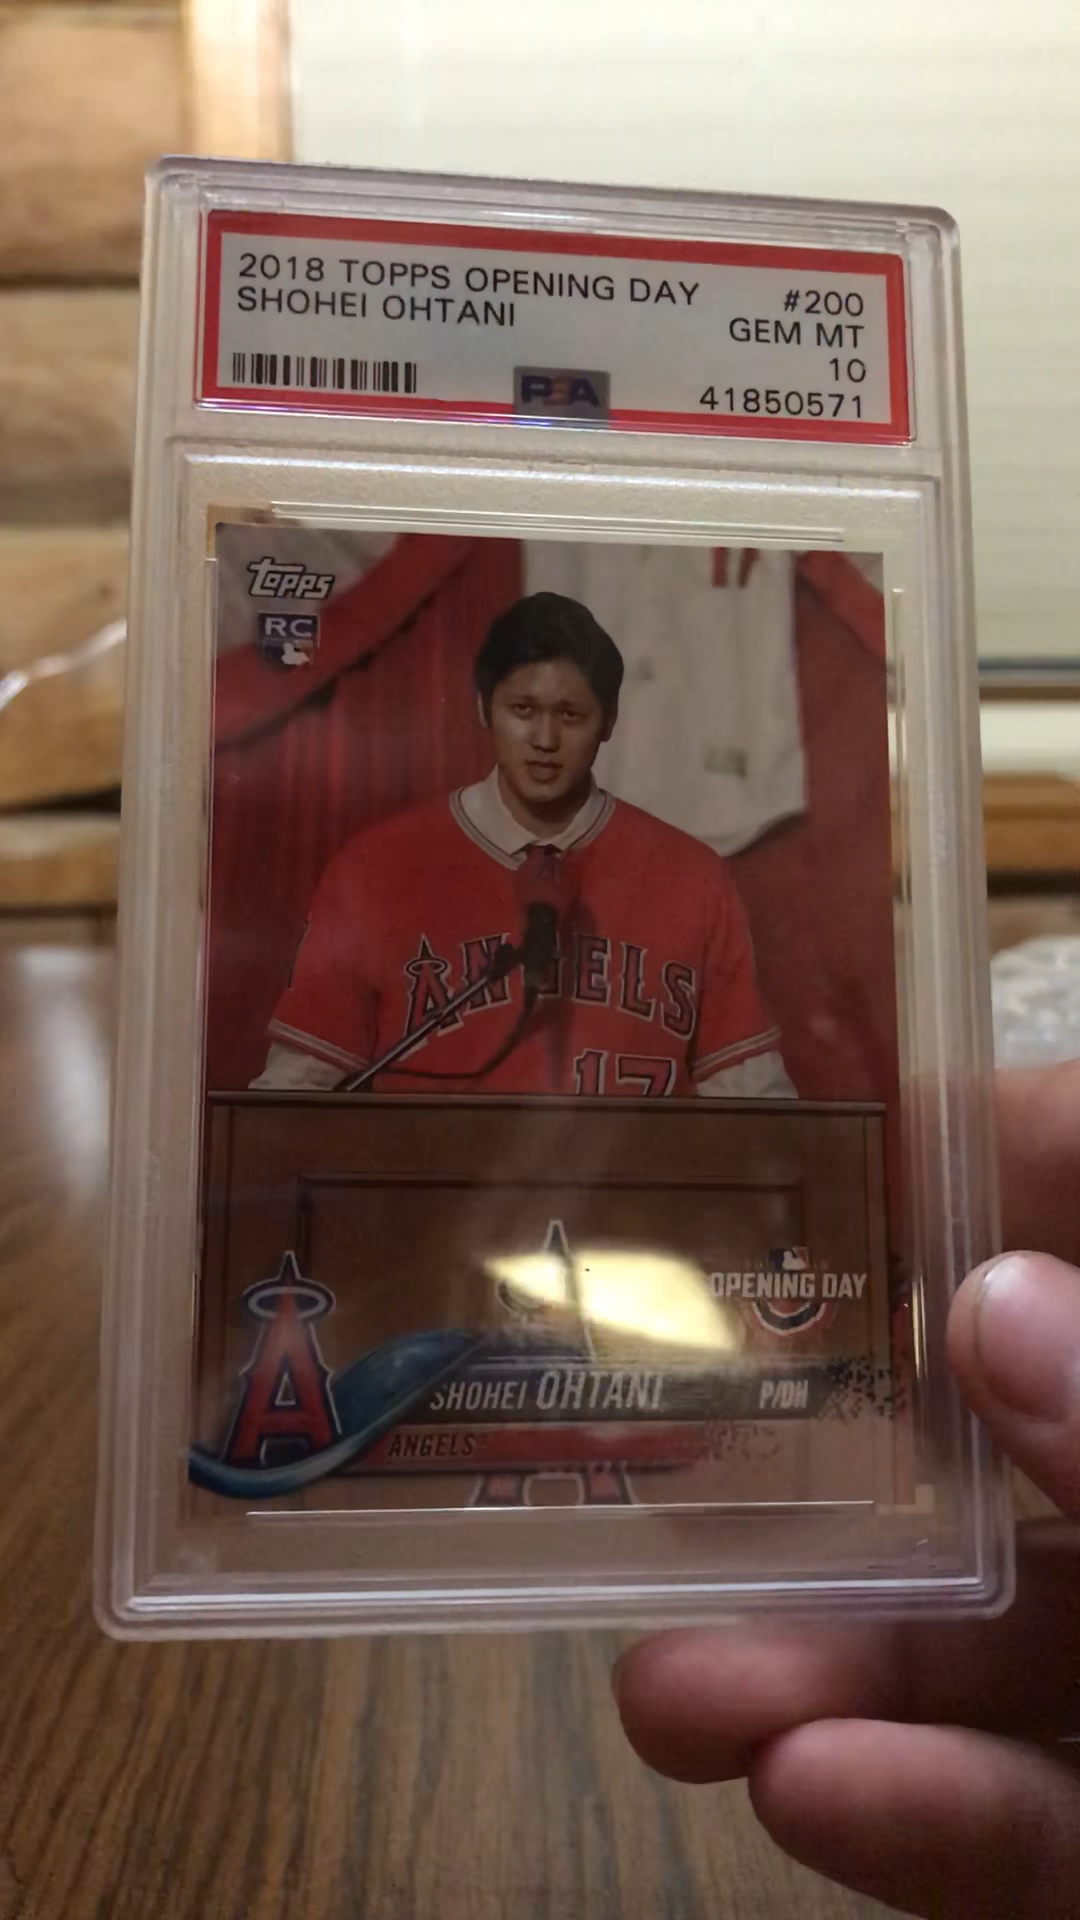 2018 TOPPS OPENING DAY #200
SHOHEI OHTANI GEM MT
10
PSA 41850571
Topps
RC
17
ANGELS
17
OPENING DAY
A
SHOHEI OHTANI P/DH
ANGELS